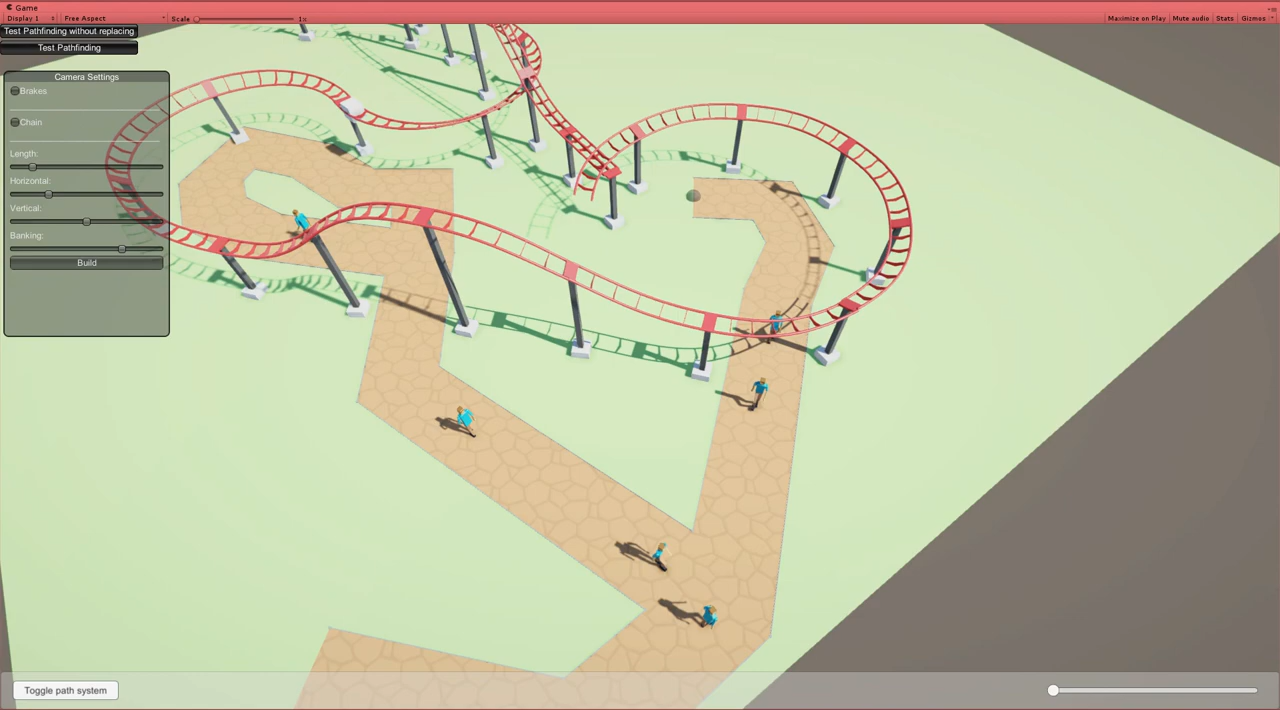 Game
Display 1
Free Aspect
Scale
1x
Maximize on Play
Mute audio
Stats
Gizmos
Test Pathfinding without replacing
Test Pathfinding
Camera Settings
Brakes
Chain
Length:
Horizontal:
Vertical:
Banking:
Build
Toggle path system